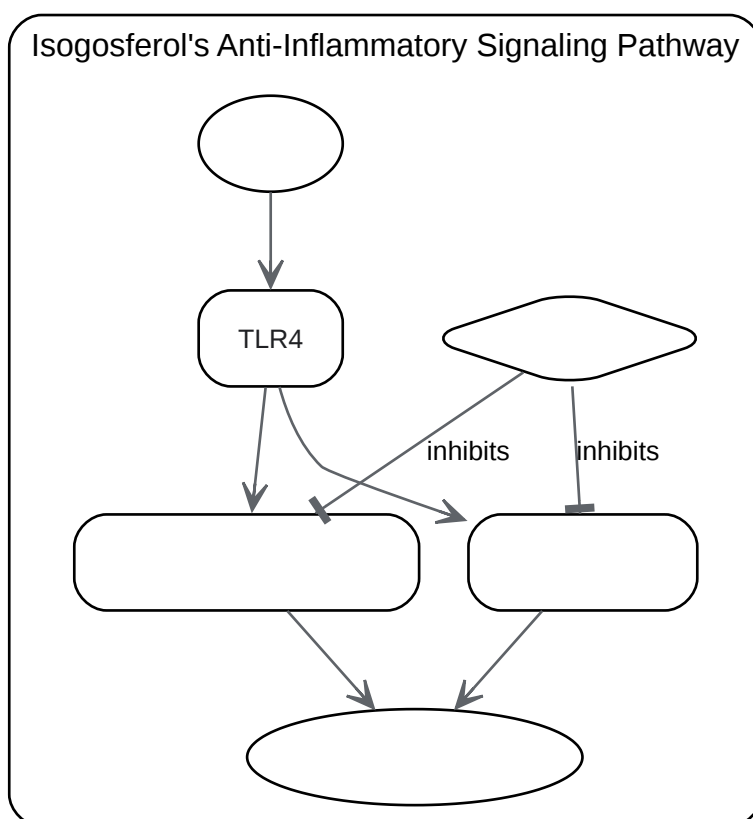 Isogosferol's Anti-Inflammatory Signaling Pathway
TLR4
inhibits
inhibits